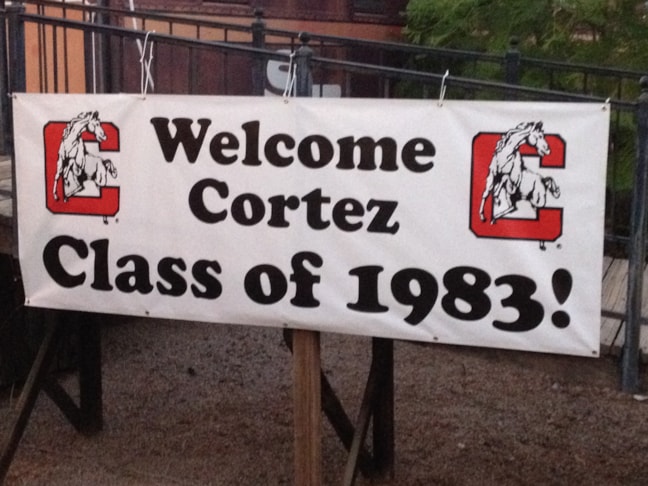 Welcome
Cortez
Class of 1983!
C
C